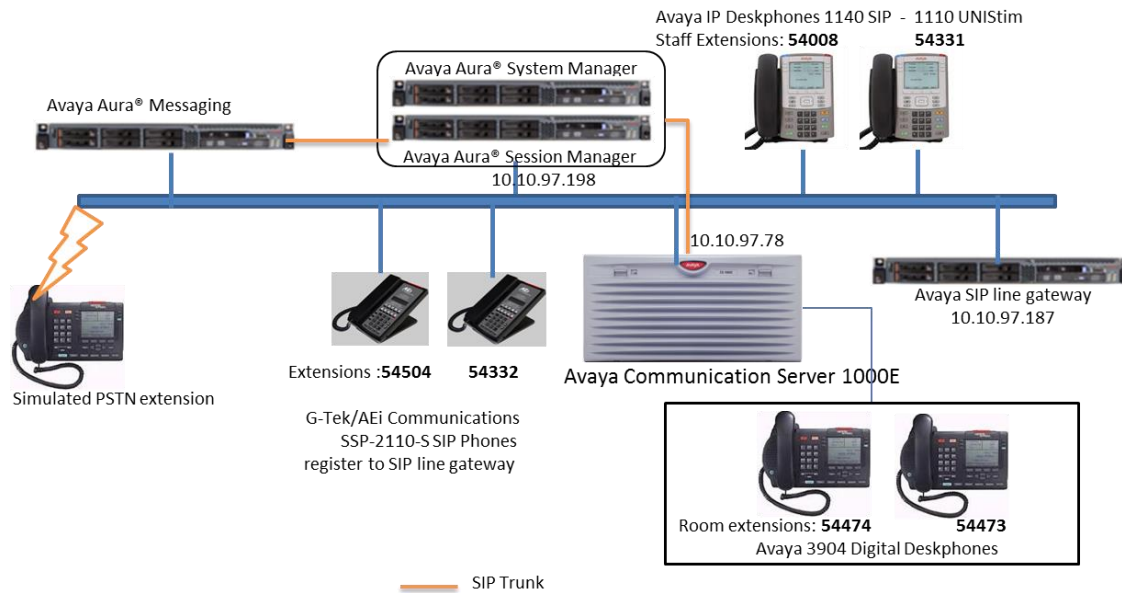 Avaya IP Deskphones 1140 SIP - 1110 UNIStim
Staff Extensions: 54008 54331
Avaya Aura® System Manager
Avaya Aura® Messaging
Avaya Aura® Session Manager
10.10.97.198
10.10.97.78
AVAYA
Avaya SIP line gateway
10.10.97.187
Simulated PSTN extension
Extensions :54504 54332
Avaya Communication Server 1000E
G-Tek/AEi Communications
SSP-2110-S SIP Phones
register to SIP line gateway
Room extensions: 54474 54473
Avaya 3904 Digital Deskphones
SIP Trunk